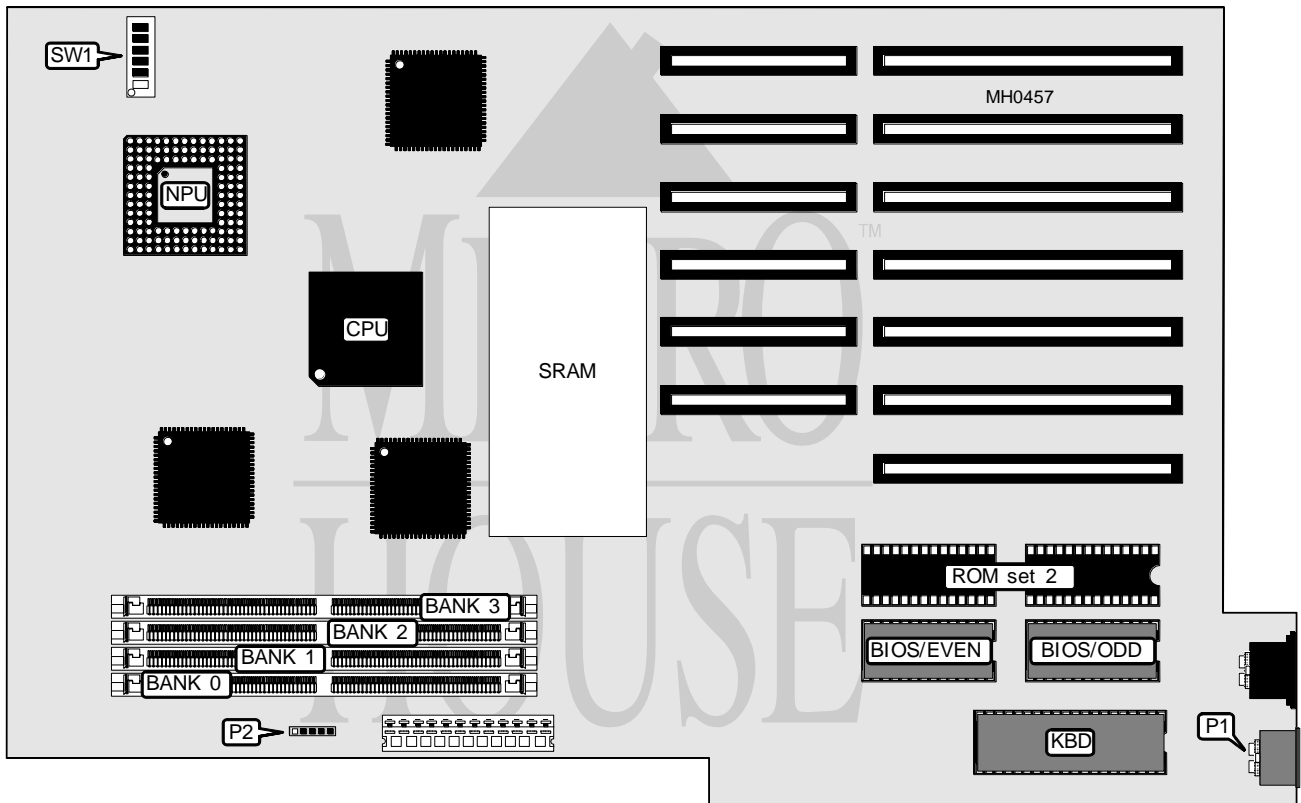 SW1
MH0457
NPU
MICRO
TM
CPU
SRAM
HOUSE
ROM set 2
BANK 3
BANK 2
BANK 1
BANK 0
BIOS/EVEN
BIOS/ODD
P2
P1
KBD